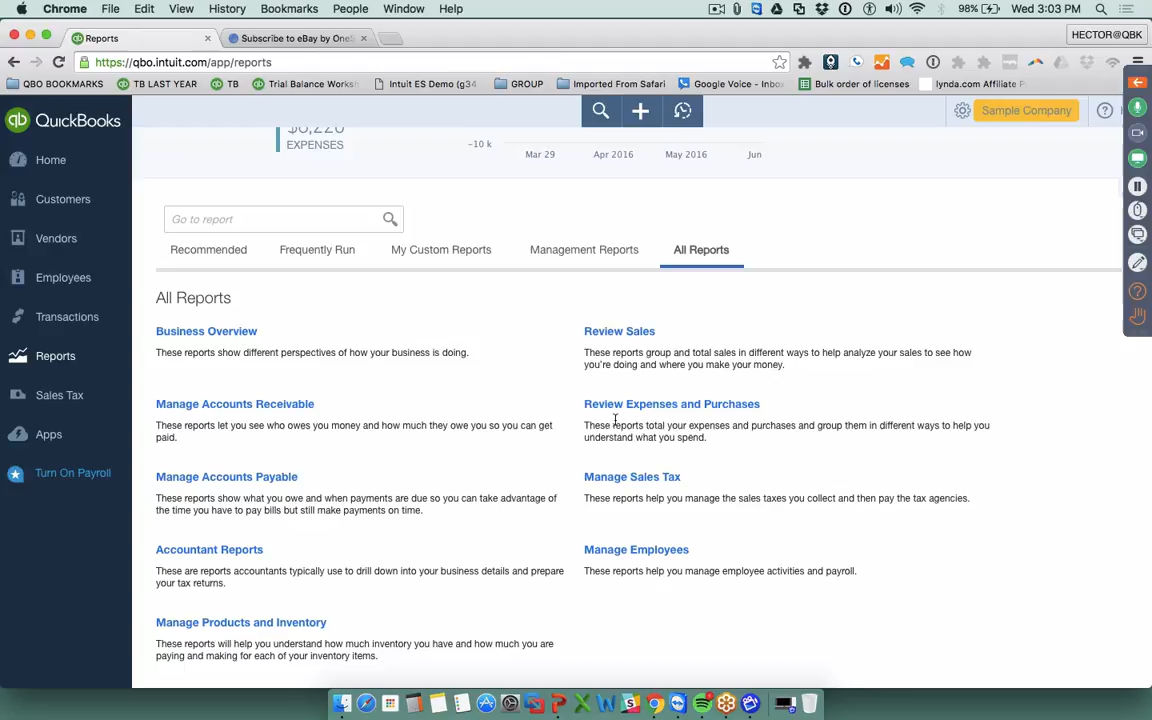 Chrome File Edit View History Bookmarks People Window Help 98% Wed 3:03 PM
Reports Subscribe to eBay by OneS HECTOR@QBK
https://qbo.intuit.com/app/reports
QBO BOOKMARKS TB LAST YEAR TB Trial Balance Works Intuit ES Demo (g34 GROUP Imported From Safari Google Voice - Inbo Bulk order of licenses lynda.com Affiliate P
qb QuickBooks Sample Company
$6,220
EXPENSES
-10 k
Mar 29 Apr 2016 May 2016 Jun
Home
Customers
Vendors
Employees
Transactions
Reports
Sales Tax
Apps
Turn On Payroll
Go to report
Recommended Frequently Run My Custom Reports Management Reports All Reports
All Reports
Business Overview
These reports show different perspectives of how your business is doing.
Review Sales
These reports group and total sales in different ways to help analyze your sales to see how
you're doing and where you make your money.
Manage Accounts Receivable
These reports let you see who owes you money and how much they owe you so you can get
paid.
Review Expenses and Purchases
These reports total your expenses and purchases and group them in different ways to help you
understand what you spend.
Manage Accounts Payable
These reports show what you owe and when payments are due so you can take advantage of
the time you have to pay bills but still make payments on time.
Manage Sales Tax
These reports help you manage the sales taxes you collect and then pay the tax agencies.
Accountant Reports
These are reports accountants typically use to drill down into your business details and prepare
your tax returns.
Manage Employees
These reports help you manage employee activities and payroll.
Manage Products and Inventory
These reports will help you understand how much inventory you have and how much you are
paying and making for each of your inventory items.